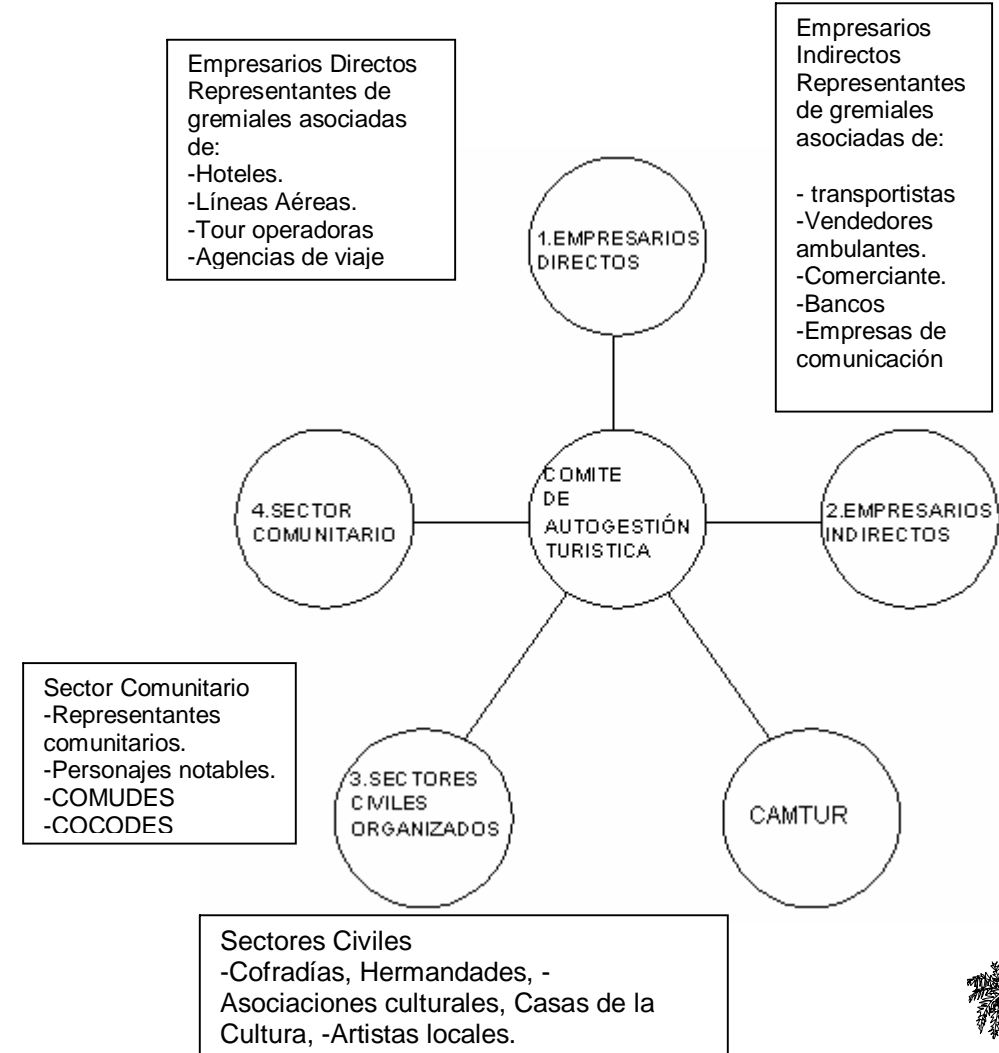 Empresarios Directos
Representantes de
gremiales asociadas
de:
-Hoteles.
-Líneas Aéreas.
-Tour operadoras
-Agencias de viaje
Empresarios
Indirectos
Representantes
de gremiales
asociadas de:
- transportistas
-Vendedores
ambulantes.
-Comerciante.
-Bancos
-Empresas de
comunicación
1.EMPRESARIOS
DIRECTOS
4.SECTOR
COMUNITARIO
COMITE
DE
AUTOGESTIÓN
TURISTICA
2.EMPRESARIOS
INDIRECTOS
Sector Comunitario
-Representantes
comunitarios.
-Personajes notables.
-COMUDES
-COCODES
3.SECTORES
CIVILES
ORGANIZADOS
CAMTUR
Sectores Civiles
-Cofradías, Hermandades, -
Asociaciones culturales, Casas de la
Cultura, -Artistas locales.